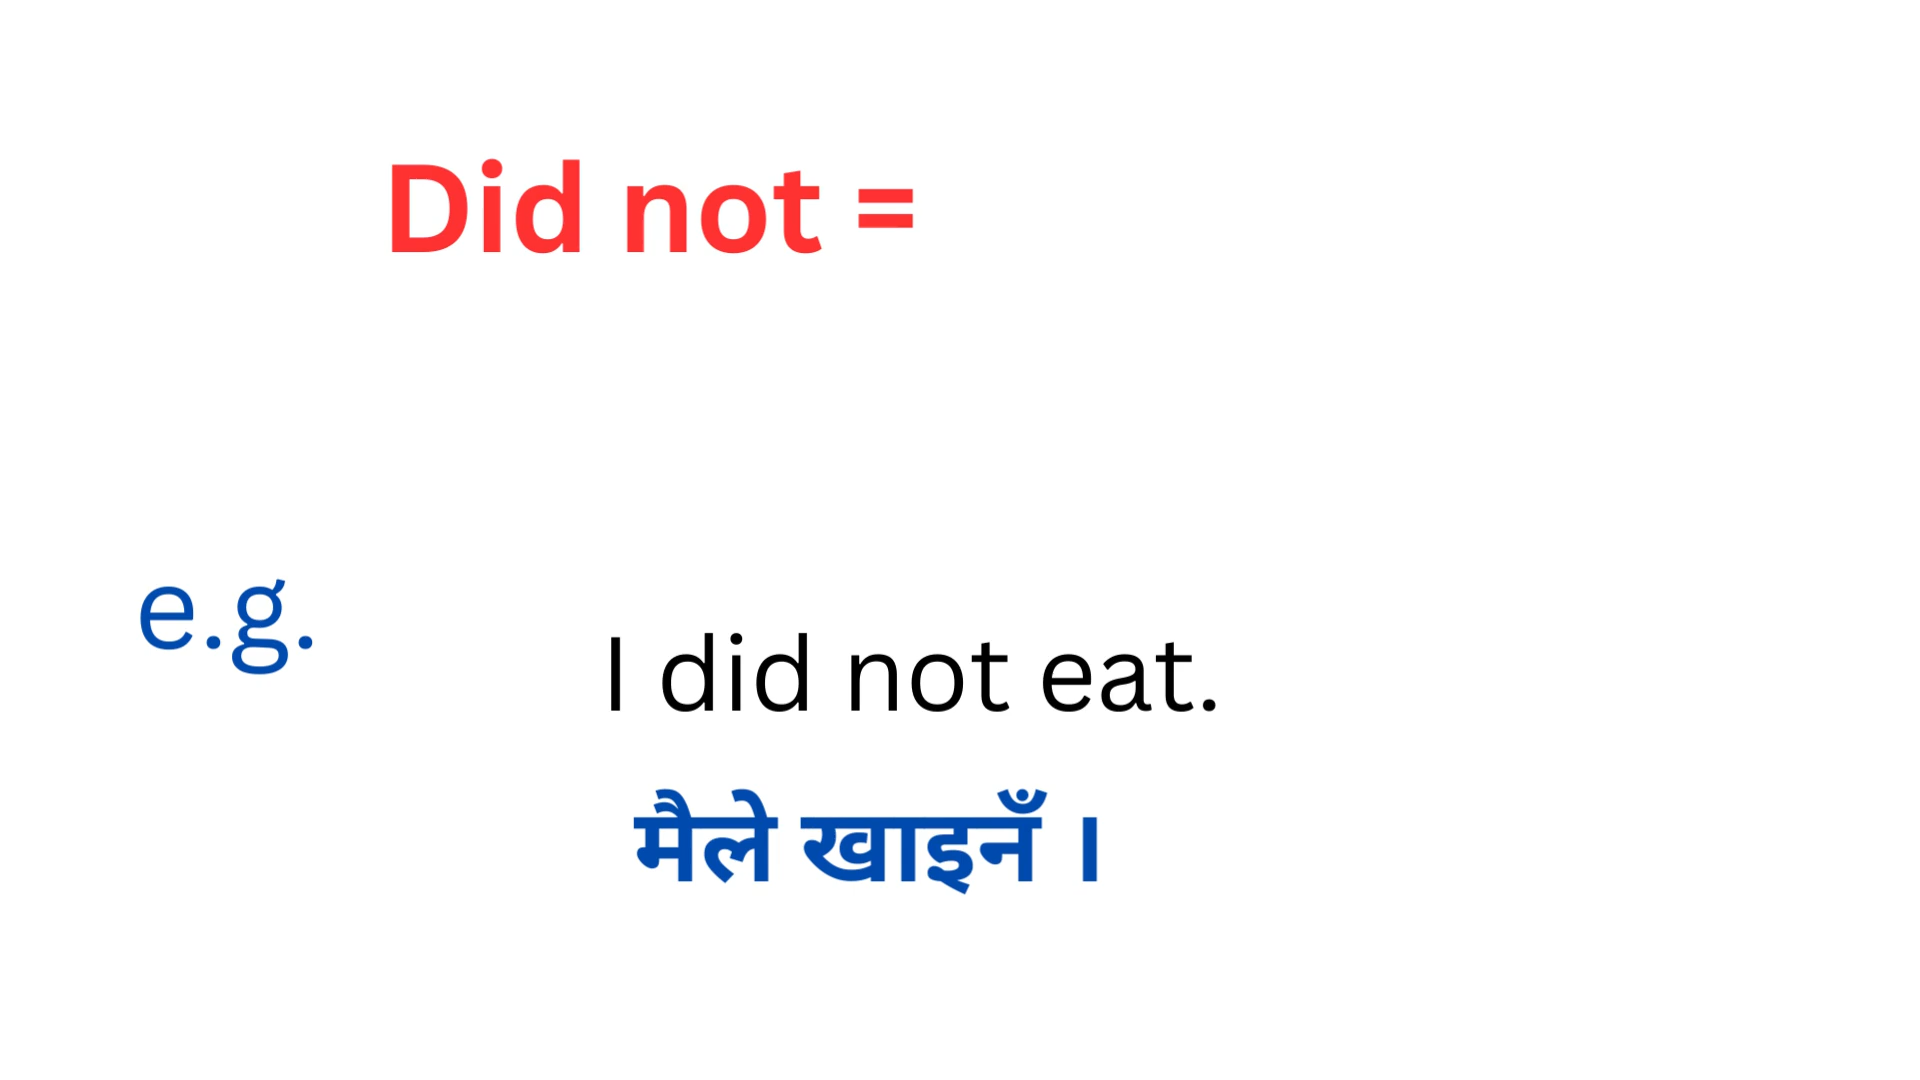 Did not =
e.g.
I did not eat.
मैले खाइनँ ।